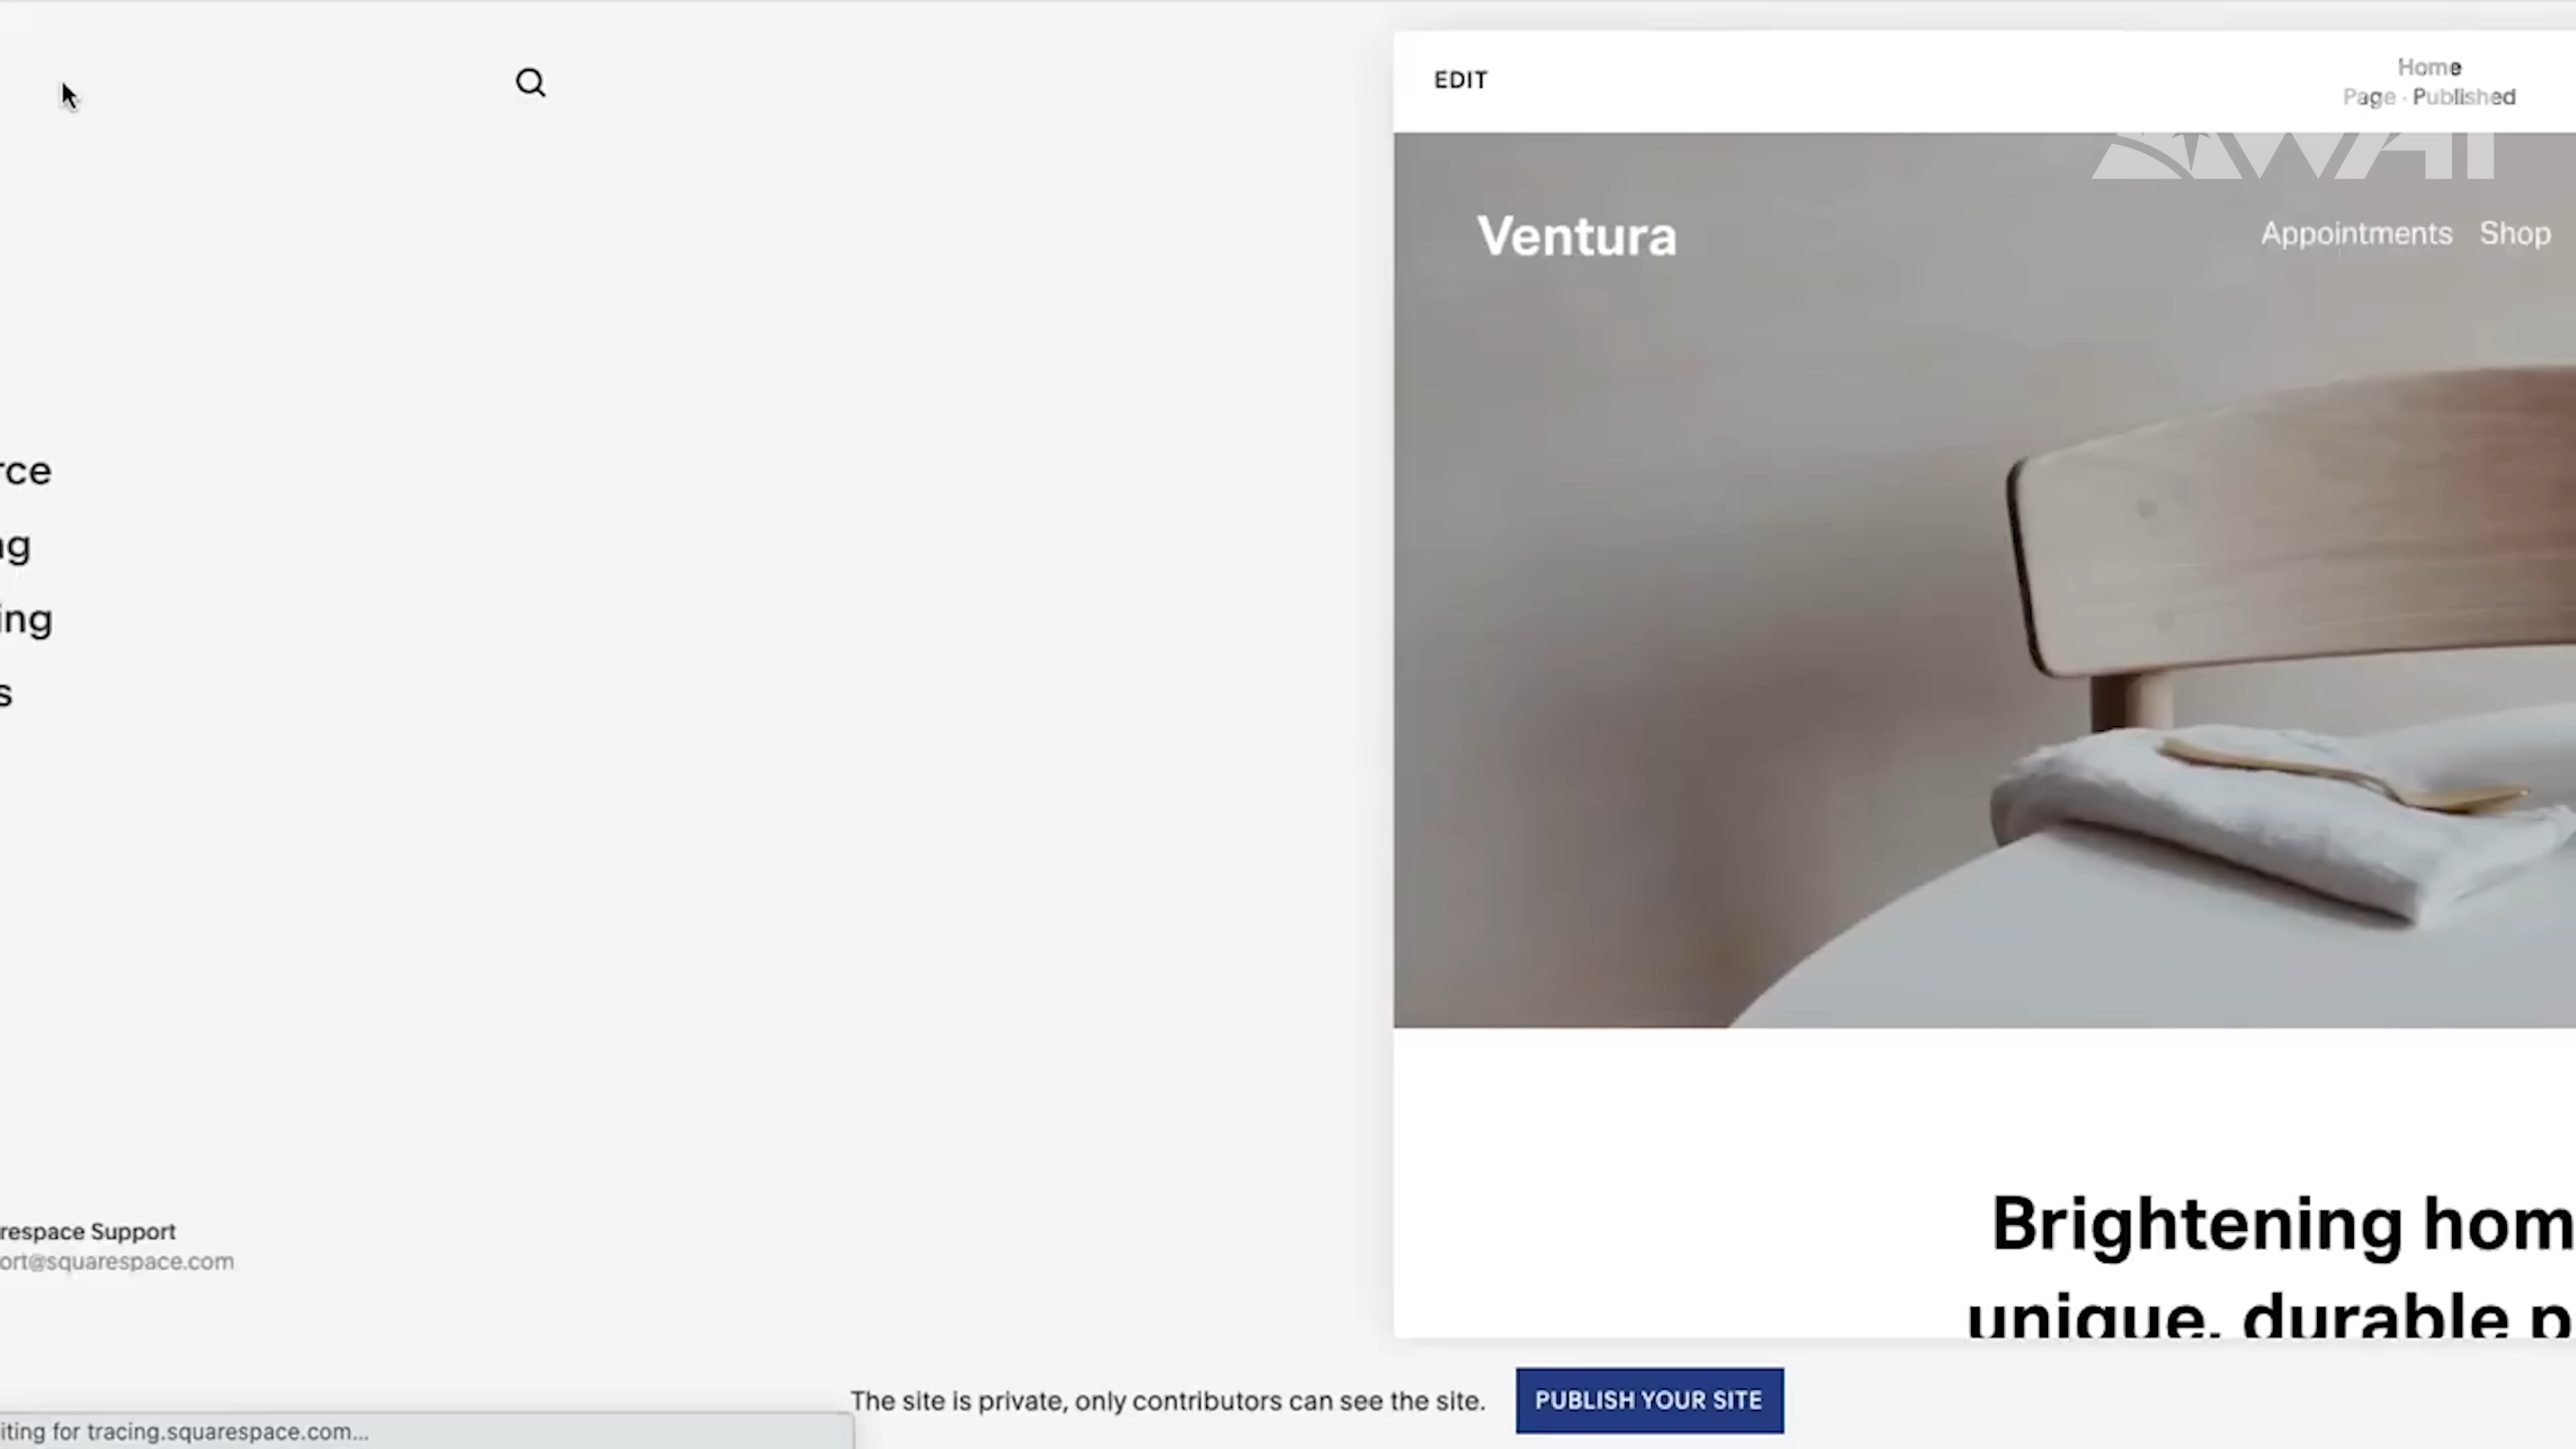 EDIT
Home
Page · Published
Ventura
Appointments Shop
rce
ng
ing
s
respace Support
ort@squarespace.com
Brightening hom
unique, durable p
The site is private, only contributors can see the site.
PUBLISH YOUR SITE
iting for tracing.squarespace.com...